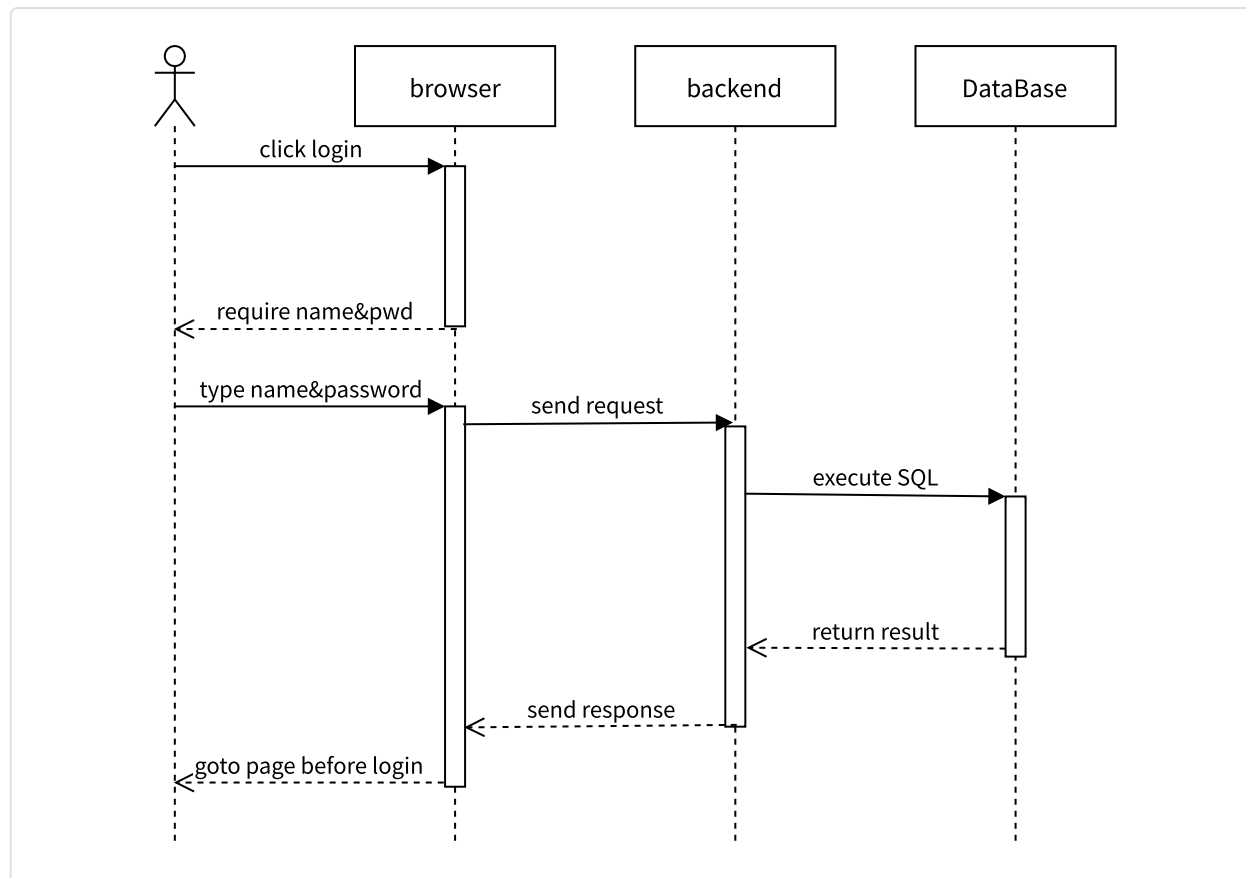 browser
backend
DataBase
click login
require name&pwd
type name&password
send request
execute SQL
return result
send response
goto page before login